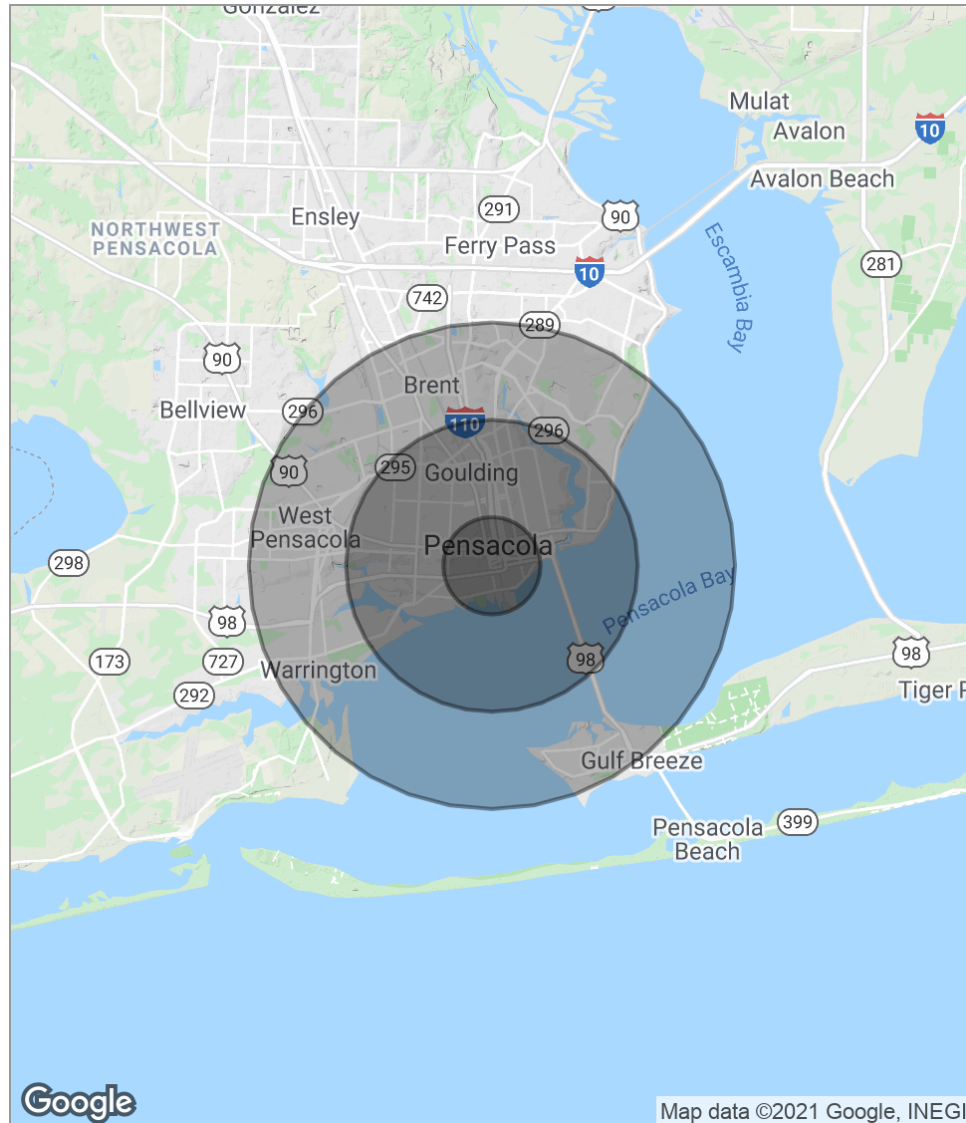 Gonzalez
Mulat
Avalon
10
Avalon Beach
291
90
Ensley
NORTHWEST
PENSACOLA
Ferry Pass
Escambia Bay
281
10
742
289
90
Brent
Bellview
296
110
296
90
295
Goulding
West
Pensacola
Pensacola
298
Pensacola Bay
98
173
727
98
98
Warrington
292
Tiger P
Gulf Breeze
Pensacola
Beach
399
Google
Map data ©2021 Google, INEGI